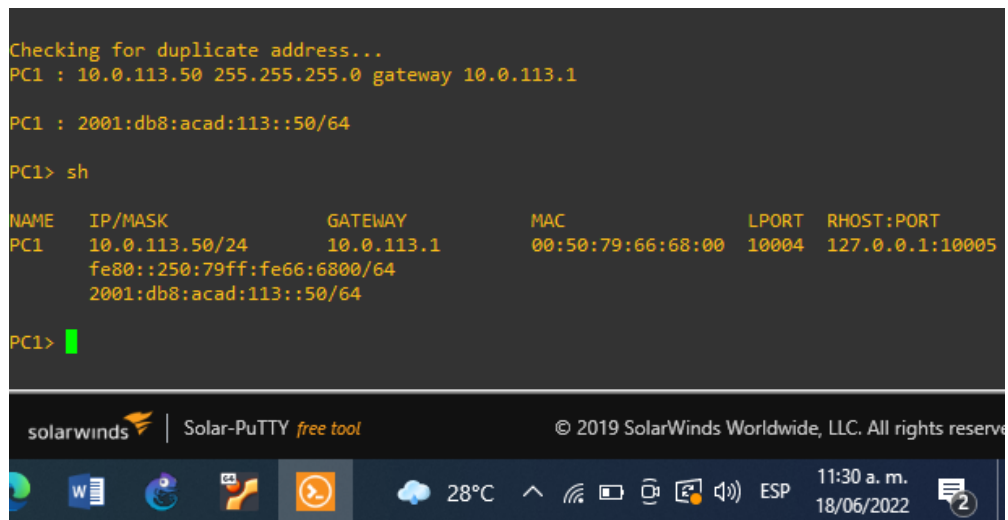 Checking for duplicate address...
PC1 : 10.0.113.50 255.255.255.0 gateway 10.0.113.1
PC1 : 2001:db8:acad:113::50/64
PC1> sh
NAME IP/MASK GATEWAY MAC LPORT RHOST:PORT
PC1 10.0.113.50/24 10.0.113.1 00:50:79:66:68:00 10004 127.0.0.1:10005
fe80::250:79ff:fe66:6800/64
2001:db8:acad:113::50/64
PC1>
solarwinds | Solar-PuTTY free tool © 2019 SolarWinds Worldwide, LLC. All rights reserve
W 64 28°C ESP 11:30 a. m.
18/06/2022 2